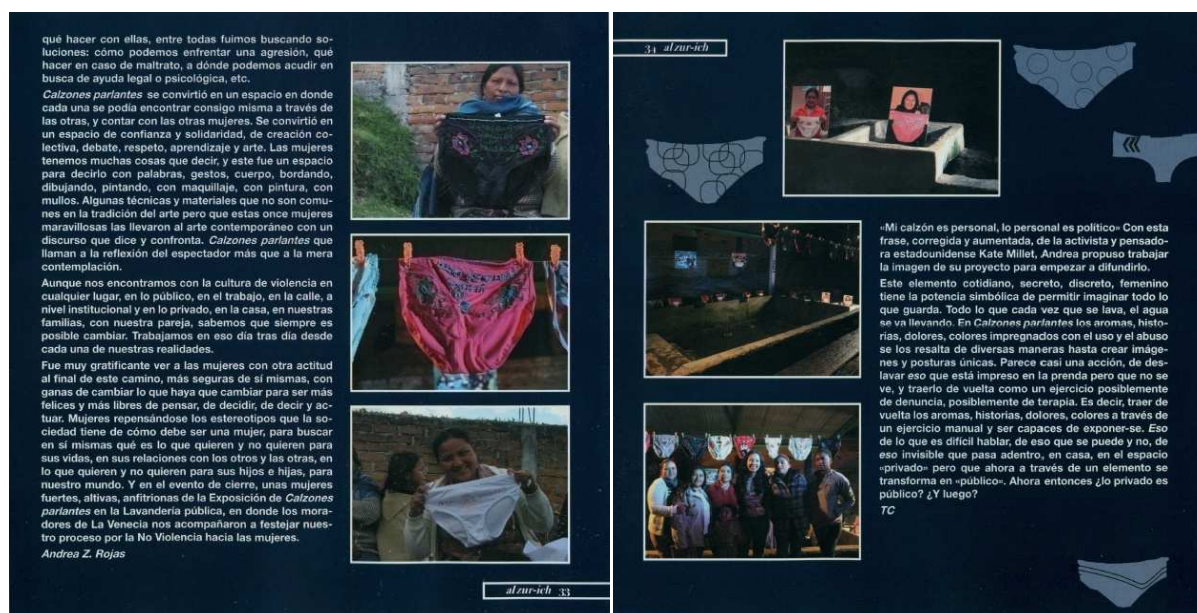 qué hacer con ellas, entre todas fuimos buscando so-
luciones: cómo podemos enfrentar una agresión, qué
hacer en caso de maltrato, a dónde podemos acudir en
busca de ayuda legal o psicológica, etc.
Calzones parlantes se convirtió en un espacio en donde
cada una se podía encontrar consigo misma a través de
las otras, y contar con las otras mujeres. Se convirtió en
un espacio de confianza y solidaridad, de creación co-
lectiva, debate, respeto, aprendizaje y arte. Las mujeres
tenemos muchas cosas que decir, y este fue un espacio
para decirlo con palabras, gestos, cuerpo, bordando,
dibujando, pintando, con maquillaje, con pintura, con
mullos. Algunas técnicas y materiales que no son comu-
nes en la tradición del arte pero que estas once mujeres
maravillosas las llevaron al arte contemporáneo con un
discurso que dice y confronta. Calzones parlantes que
llaman a la reflexión del espectador más que a la mera
contemplación.
Aunque nos encontramos con la cultura de violencia en
cualquier lugar, en lo público, en el trabajo, en la calle, a
nivel institucional y en lo privado, en la casa, en nuestras
familias, con nuestra pareja, sabemos que siempre es
posible cambiar. Trabajamos en eso día tras día desde
cada una de nuestras realidades.
Fue muy gratificante ver a las mujeres con otra actitud
al final de este camino, más seguras de sí mismas, con
ganas de cambiar lo que haya que cambiar para ser más
felices y más libres de pensar, de decidir, de decir y ac-
tuar. Mujeres repensándose los estereotipos que la so-
ciedad tiene de cómo debe ser una mujer, para buscar
en sí mismas qué es lo que quieren y no quieren para
sus vidas, en sus relaciones con los otros y las otras, en
lo que quieren y no quieren para sus hijos e hijas, para
nuestro mundo. Y en el evento de cierre, unas mujeres
fuertes, altivas, anfitrionas de la Exposición de Calzones
parlantes en la Lavandería pública, en donde los mora-
dores de La Venecia nos acompañaron a festejar nues-
tro proceso por la No Violencia hacia las mujeres.
Andrea Z. Rojas
al zur-ich 33
34 al zur-ich
«Mi calzón es personal, lo personal es político» Con esta
frase, corregida y aumentada, de la activista y pensado-
ra estadounidense Kate Millet, Andrea propuso trabajar
la imagen de su proyecto para empezar a difundirlo.
Este elemento cotidiano, secreto, discreto, femenino
tiene la potencia simbólica de permitir imaginar todo lo
que guarda. Todo lo que cada vez que se lava, el agua
se va llevando. En Calzones parlantes los aromas, histo-
rias, dolores, colores impregnados con el uso y el abuso
se los resalta de diversas maneras hasta crear imáge-
nes y posturas únicas. Parece casi una acción, de des-
lavar eso que está impreso en la prenda pero que no se
ve, y traerlo de vuelta como un ejercicio posiblemente
de denuncia, posiblemente de terapia. Es decir, traer de
vuelta los aromas, historias, dolores, colores a través de
un ejercicio manual y ser capaces de exponer-se. Eso
de lo que es difícil hablar, de eso que se puede y no, de
eso invisible que pasa adentro, en casa, en el espacio
«privado» pero que ahora a través de un elemento se
transforma en «público». Ahora entonces ¿lo privado es
público? ¿Y luego?
TC